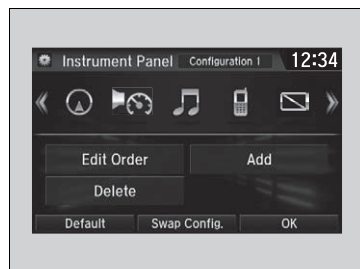 Instrument Panel Configuration 1 12:34
Edit Order Add
Delete
Default Swap Config. OK